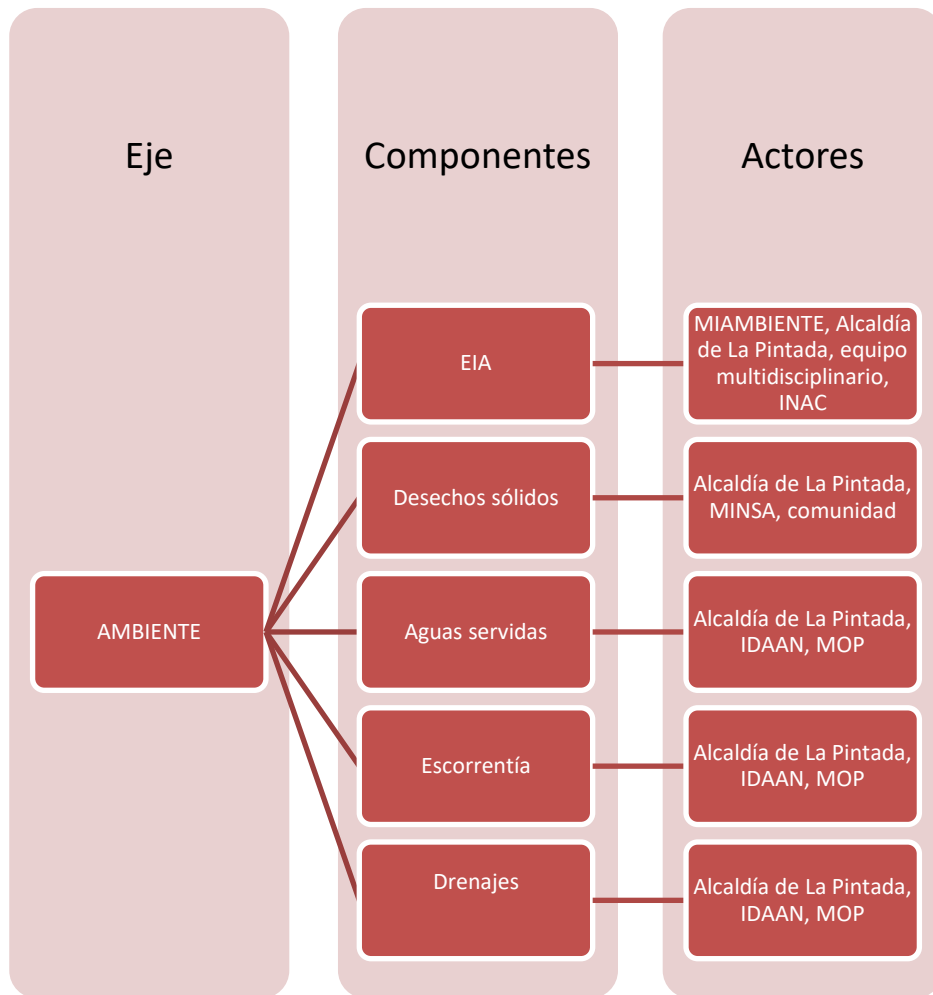 Eje
Componentes
Actores
EIA
MIAMBIENTE, Alcaldía
de La Pintada, equipo
multidisciplinario,
INAC
Desechos sólidos
Alcaldía de La Pintada,
MINSA, comunidad
AMBIENTE
Aguas servidas
Alcaldía de La Pintada,
IDAAN, MOP
Escorrentía
Alcaldía de La Pintada,
IDAAN, MOP
Drenajes
Alcaldía de La Pintada,
IDAAN, MOP